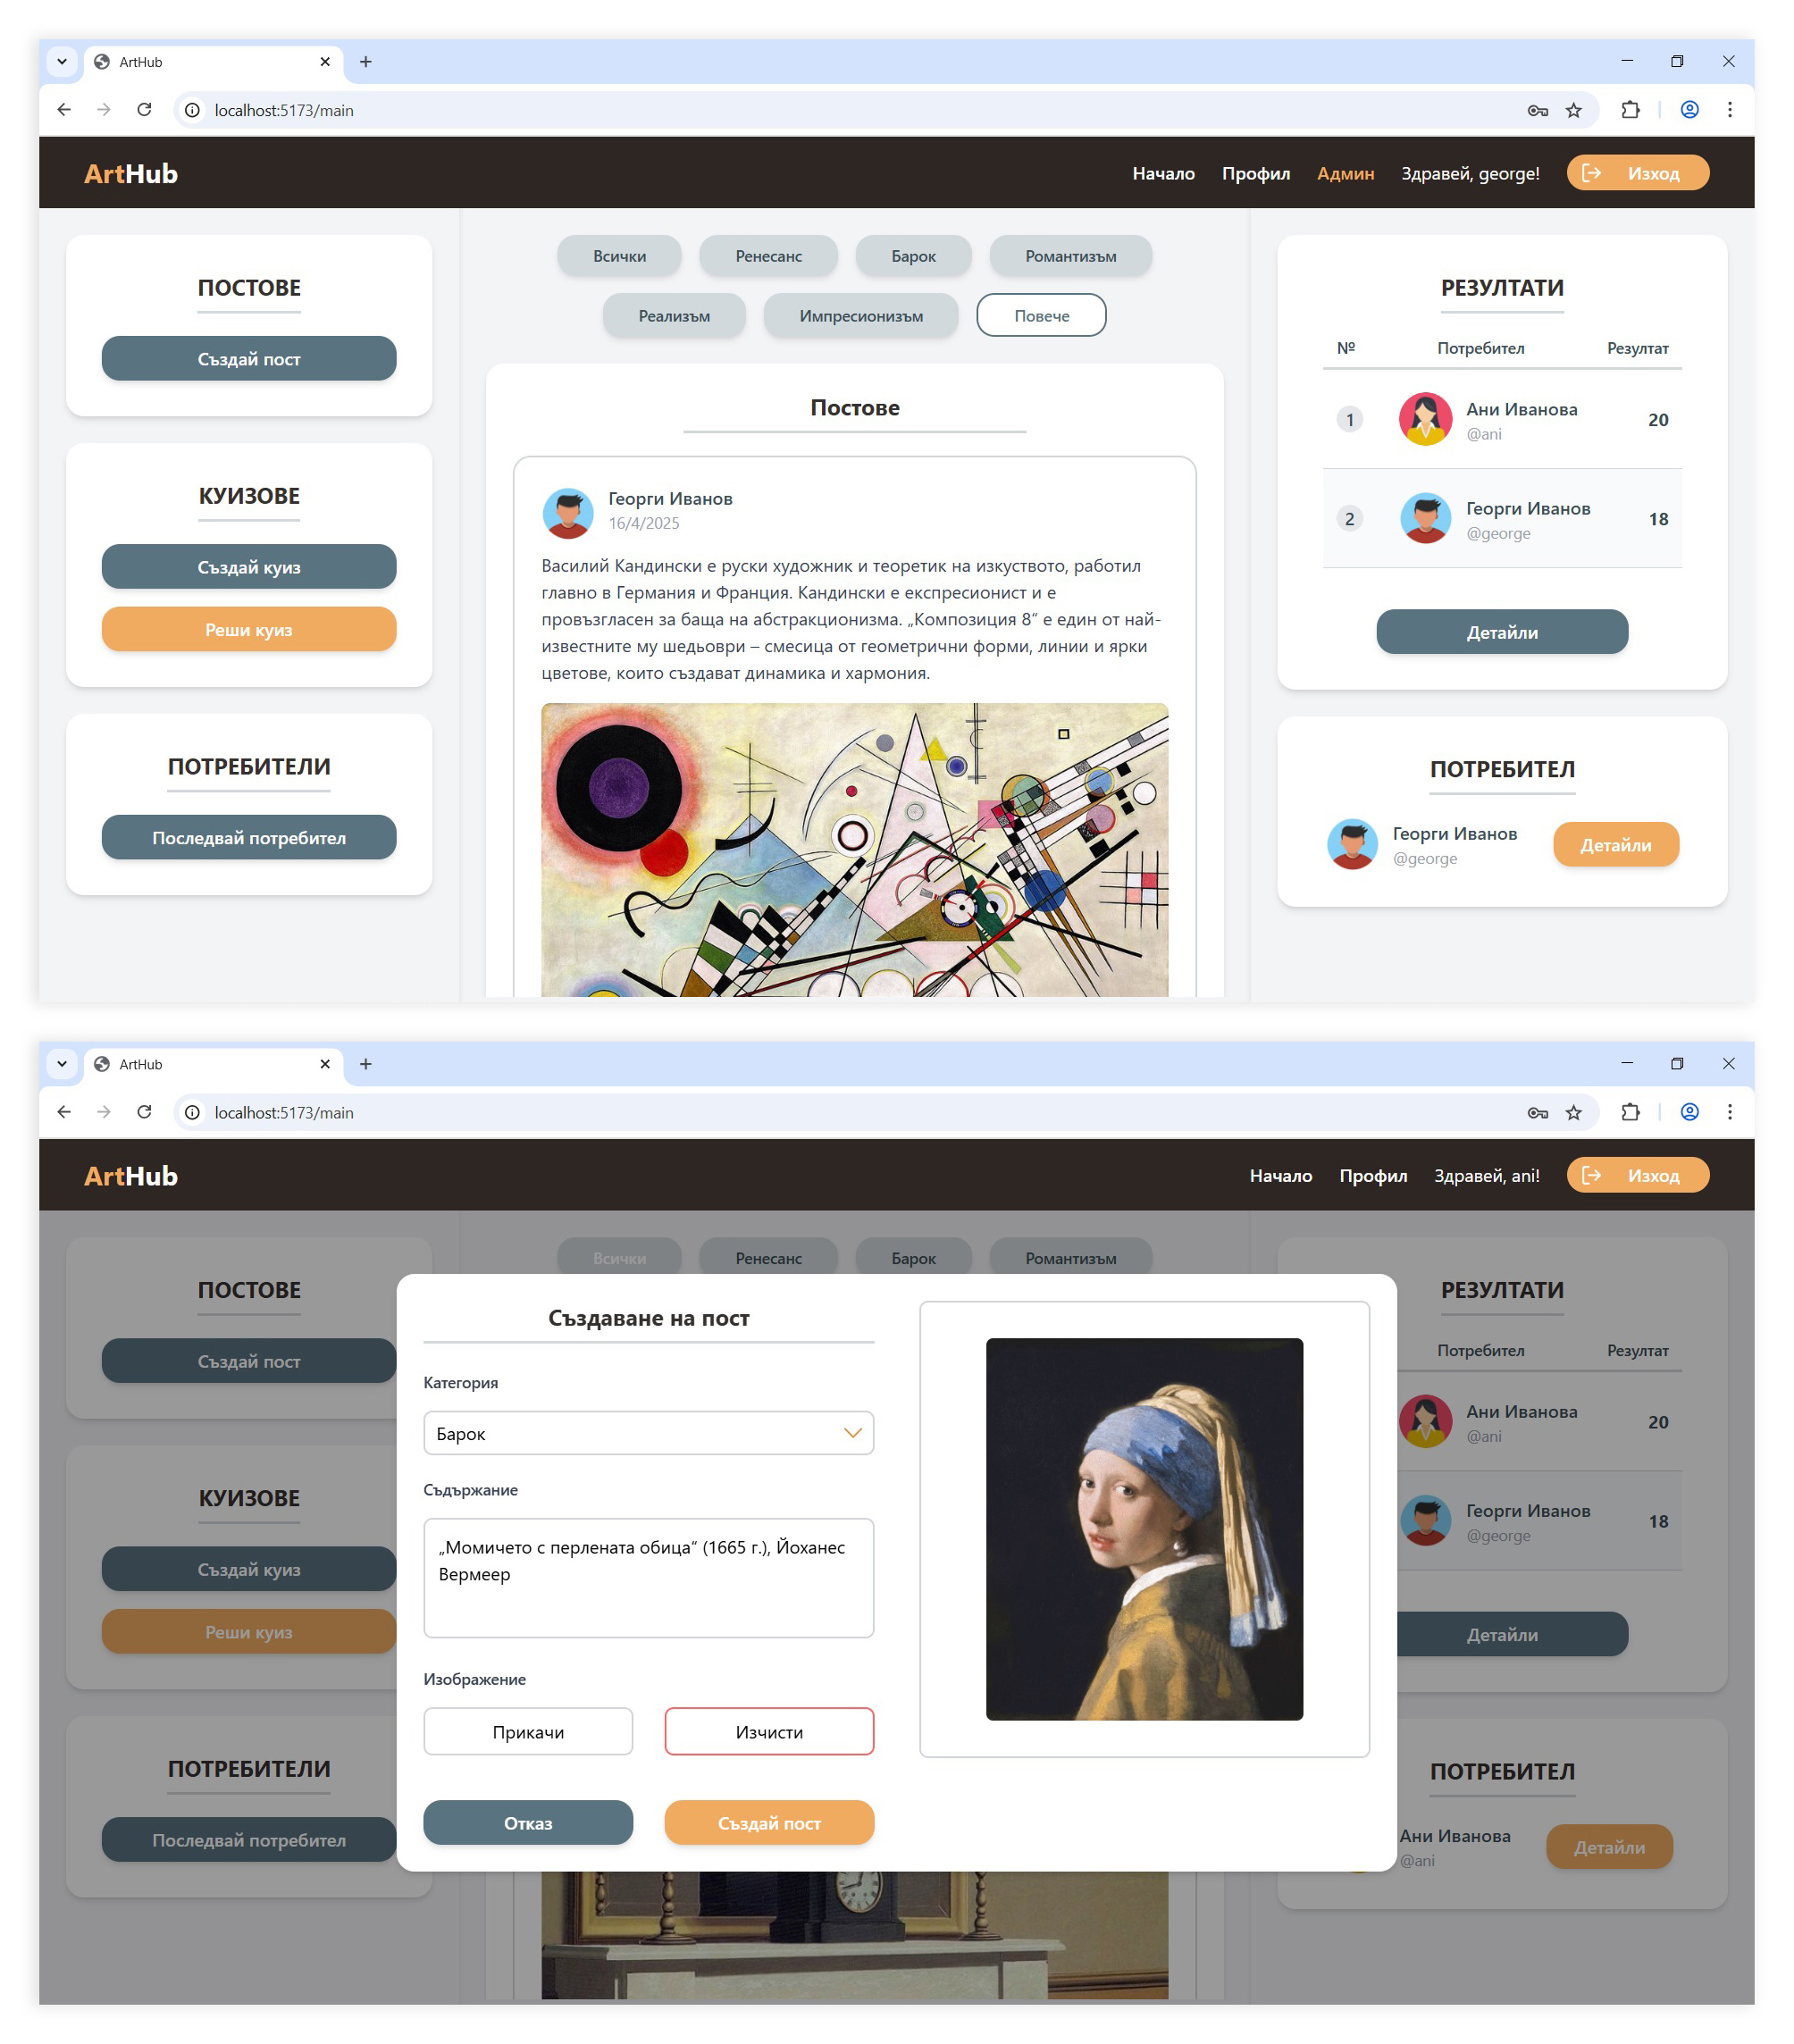 ArtHub
localhost:5173/main
ArtHub
Начало Профил Админ Здравей, george! Изход
ПОСТОВЕ
Създай пост
КУИЗОВЕ
Създай куиз
Реши куиз
ПОТРЕБИТЕЛИ
Последвай потребител
Всички Ренесанс Барок Романтизъм
Реализъм Импресионизъм Повече
Постове
Георги Иванов
16/4/2025
Василий Кандински е руски художник и теоретик на изкуството, работил
главно в Германия и Франция. Кандински е експресионист и е
провъзгласен за баща на абстракционизма. „Композиция 8“ е един от най-
известните му шедьоври – смесица от геометрични форми, линии и ярки
цветове, които създават динамика и хармония.
РЕЗУЛТАТИ
№ Потребител Резултат
1 Ани Иванова 20
@ani
2 Георги Иванов 18
@george
Детайли
ПОТРЕБИТЕЛ
Георги Иванов
@george
Детайли
ArtHub
localhost:5173/main
ArtHub
Начало Профил Здравей, ani! Изход
ПОСТОВЕ
Създай пост
КУИЗОВЕ
Създай куиз
Реши куиз
ПОТРЕБИТЕЛИ
Последвай потребител
Всички Ренесанс Барок Романтизъм
Създаване на пост
Категория
Барок
Съдържание
„Момичето с перлената обица“ (1665 г.), Йоханес
Вермеер
Изображение
Прикачи Изчисти
Отказ Създай пост
РЕЗУЛТАТИ
Потребител Резултат
Ани Иванова 20
@ani
Георги Иванов 18
@george
Детайли
ПОТРЕБИТЕЛ
Ани Иванова
@ani
Детайли